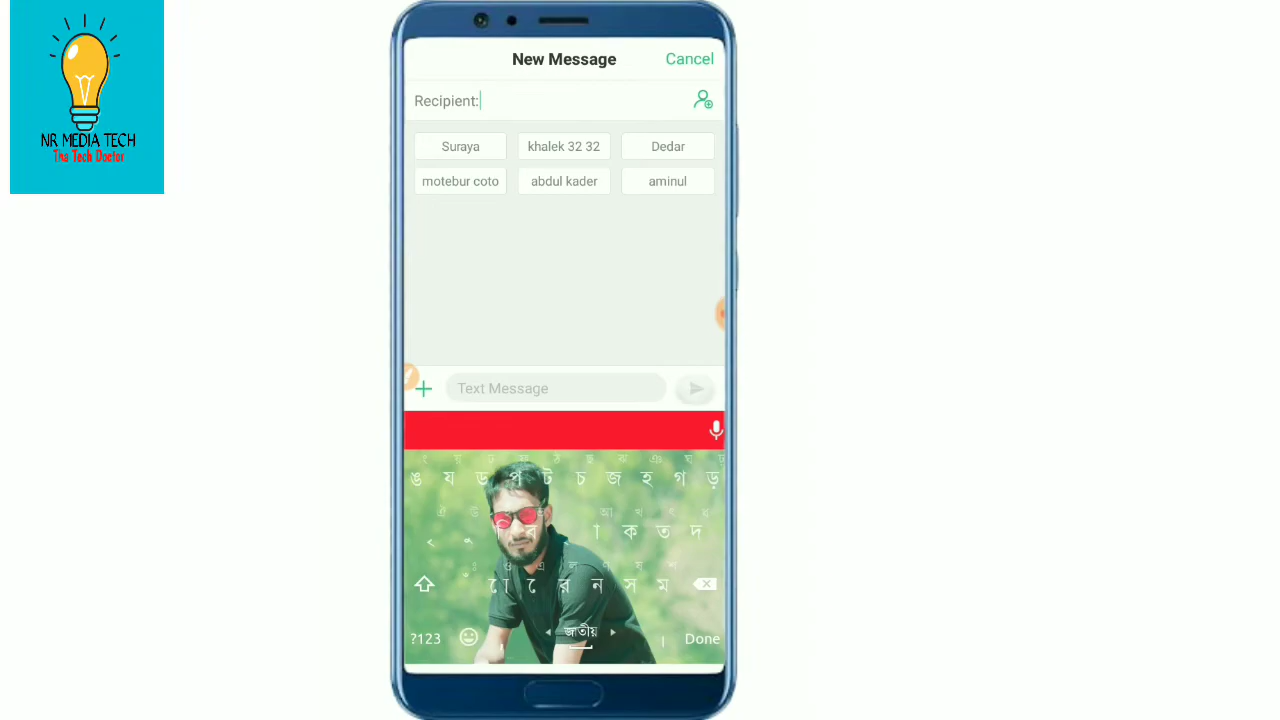 NR MEDIA TECH
Tha Tech Doctor
New Message
Cancel
Recipient:
Suraya
khalek 32 32
Dedar
motebur coto
abdul kader
aminul
Text Message
ঙ য ড প ট চ জ হ গ ড়
আ খ
ি ব া ক ত দ
ও এ ল ণ ষ শ
ো ে র ন স ম
?123
জাতীয়
।
Done